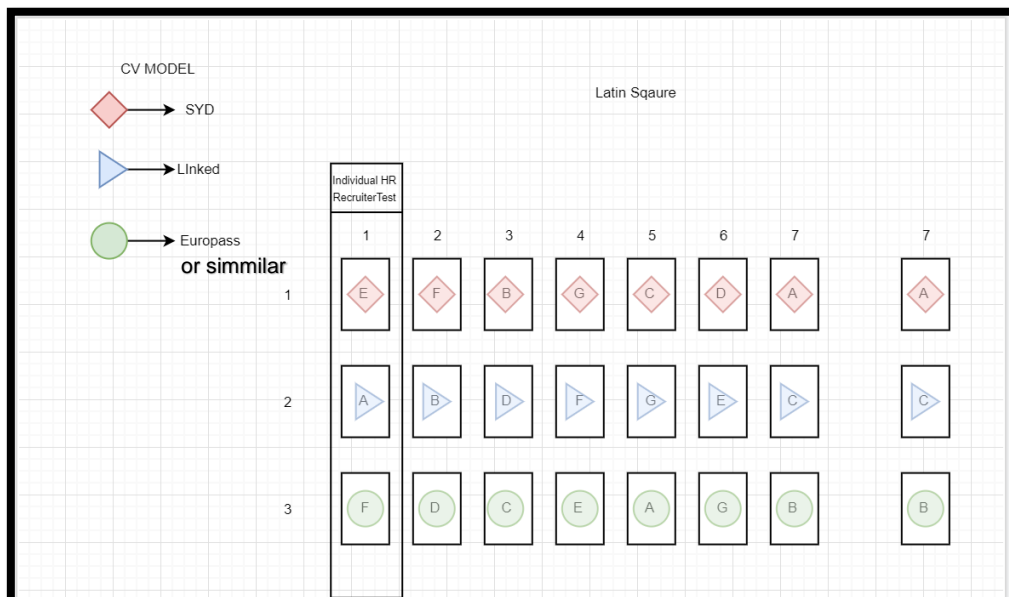 CV MODEL
SYD
LInked
Europass
or simmilar
Latin Sqaure
Individual HR
RecruiterTest
1 2 3 4 5 6 7 7
1 E F B G C D A A
2 A B D F G E C C
3 F D C E A G B B